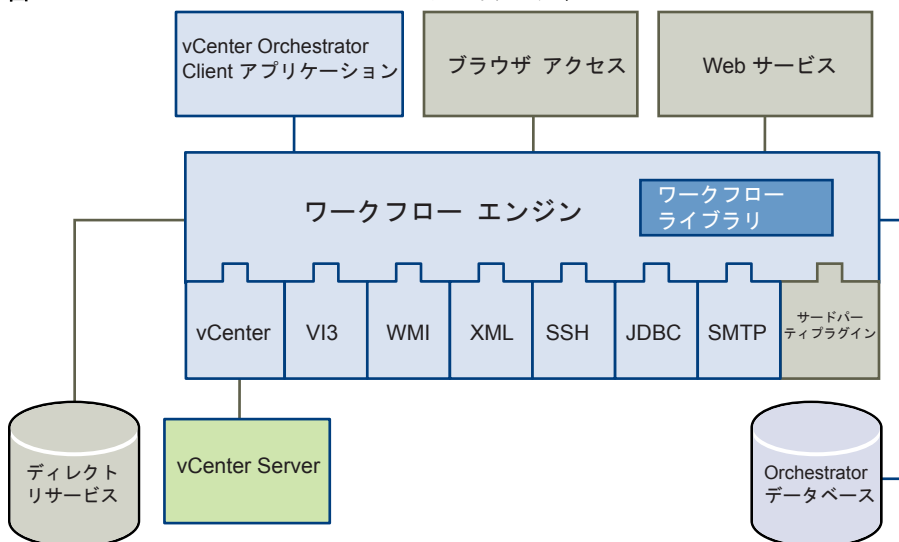 vCenter Orchestrator
Client アプリケーション
ブラウザ アクセス
Web サービス
ワークフロー エンジン
ワークフロー
ライブラリ
vCenter
VI3
WMI
XML
SSH
JDBC
SMTP
サードパー
ティプラグイン
ディレクト
リサービス
vCenter Server
Orchestrator
データベース